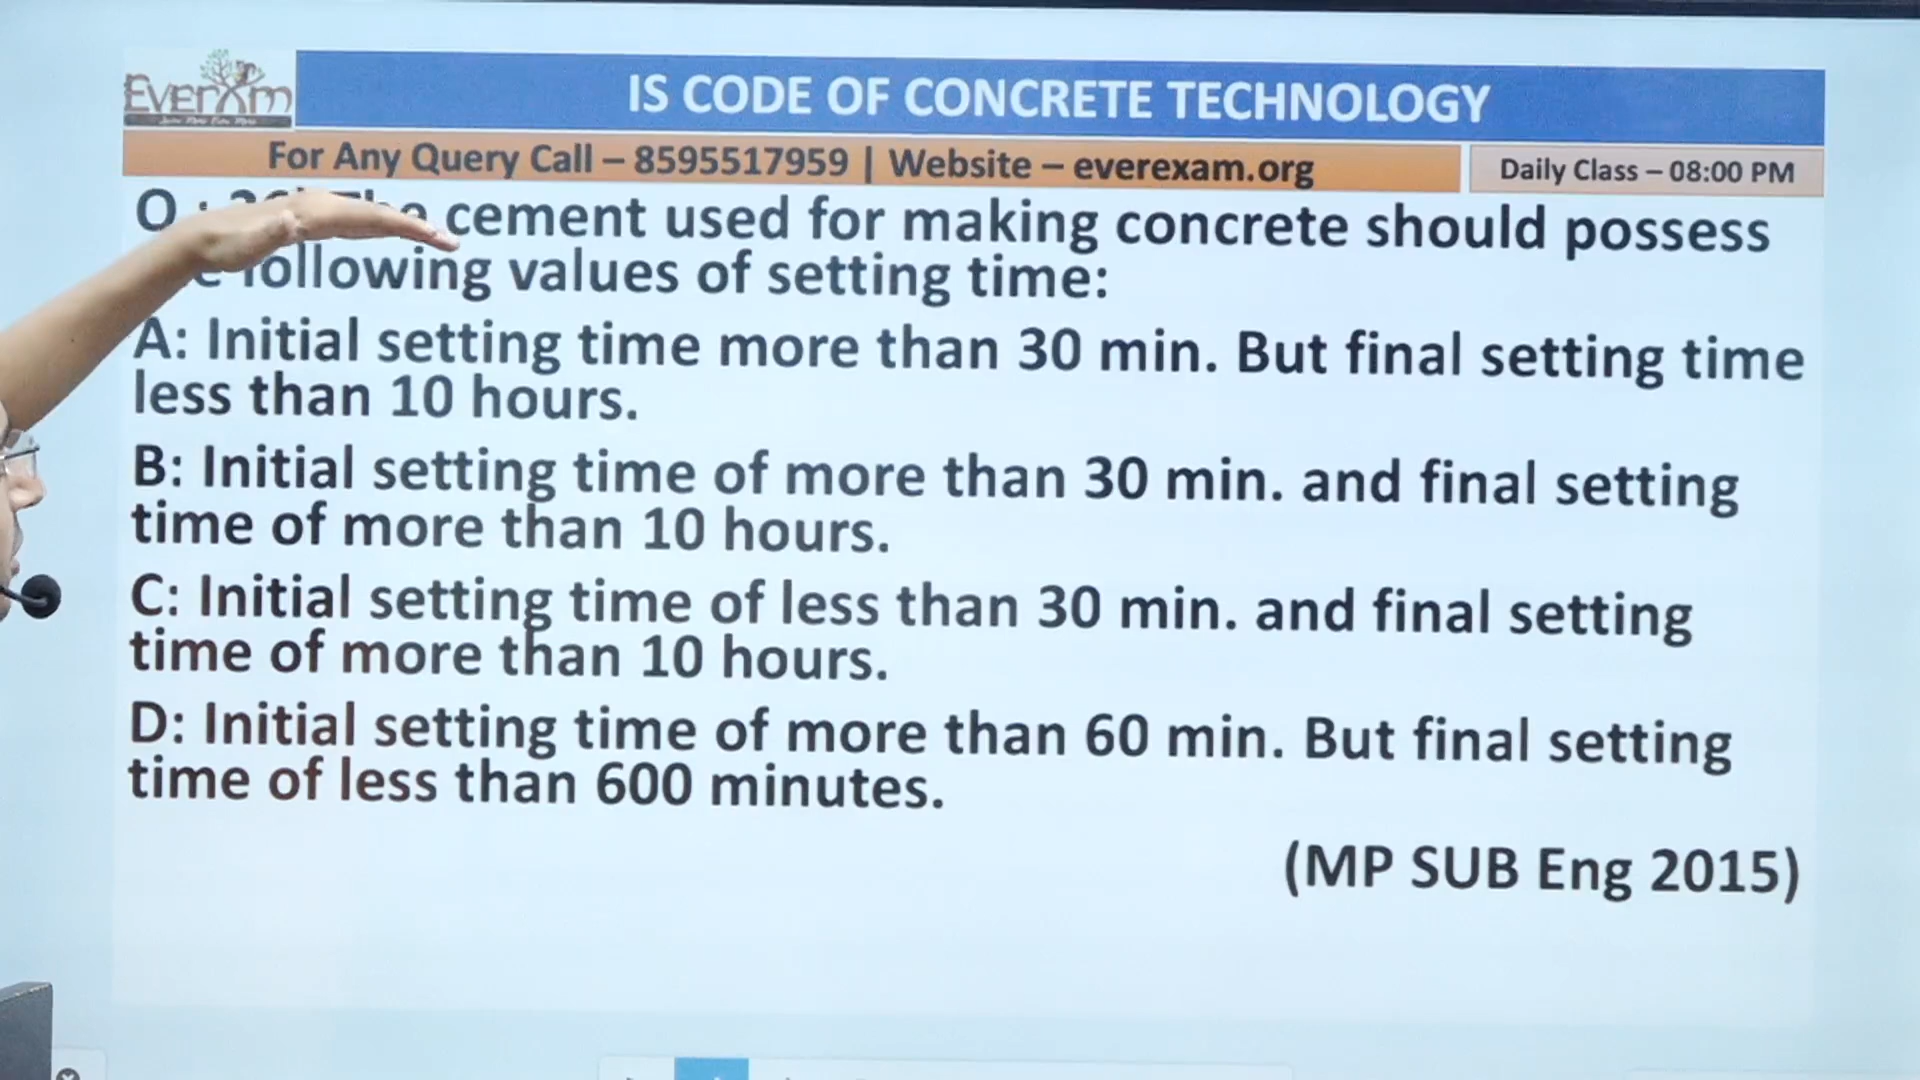 EverExam
IS CODE OF CONCRETE TECHNOLOGY
For Any Query Call – 8595517959 | Website – everexam.org
Daily Class – 08:00 PM
cement used for making concrete should possess
following values of setting time:
A: Initial setting time more than 30 min. But final setting time
less than 10 hours.
B: Initial setting time of more than 30 min. and final setting
time of more than 10 hours.
C: Initial setting time of less than 30 min. and final setting
time of more than 10 hours.
D: Initial setting time of more than 60 min. But final setting
time of less than 600 minutes.
(MP SUB Eng 2015)